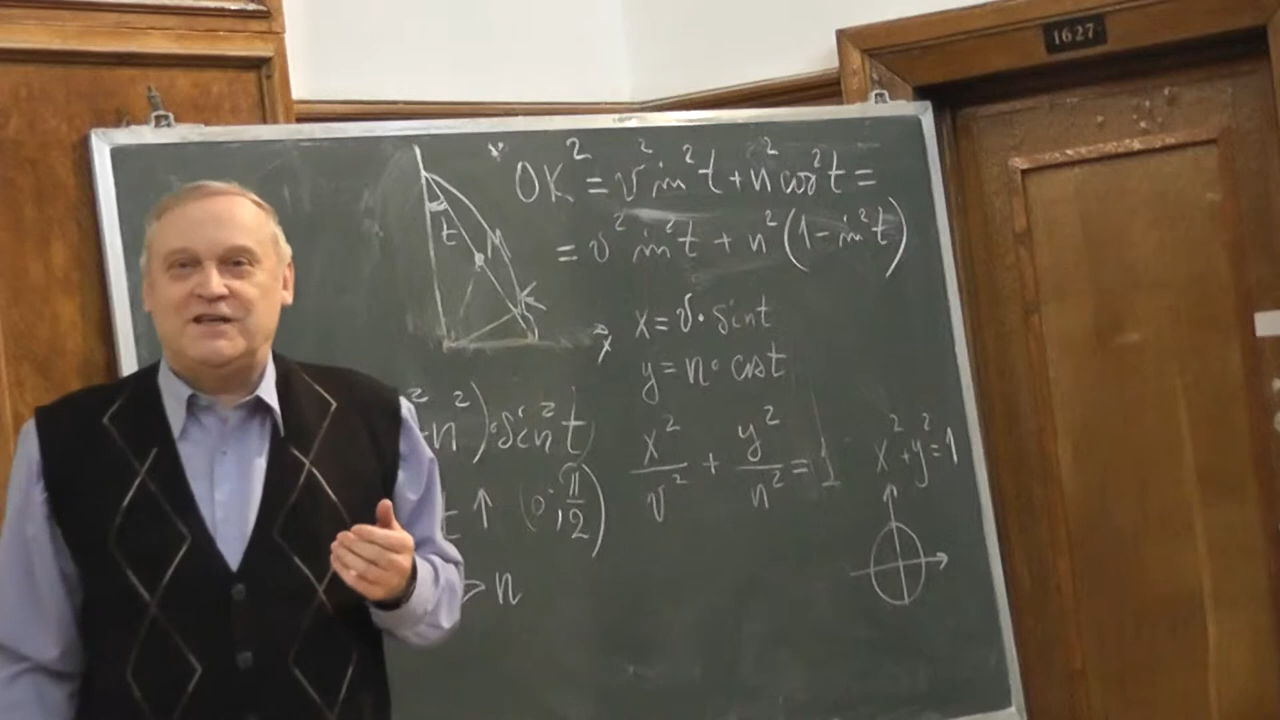 1627
OK² = v² sin² t + n² cos² t =
= v² sin² t + n² (1 - sin² t)
t
M
K
x
x = v · sin t
y = n · cos t
n²) · sin² t
x²/v² + y²/n² = 1
x² + y² = 1
t ↑ (0; π/2)
> n